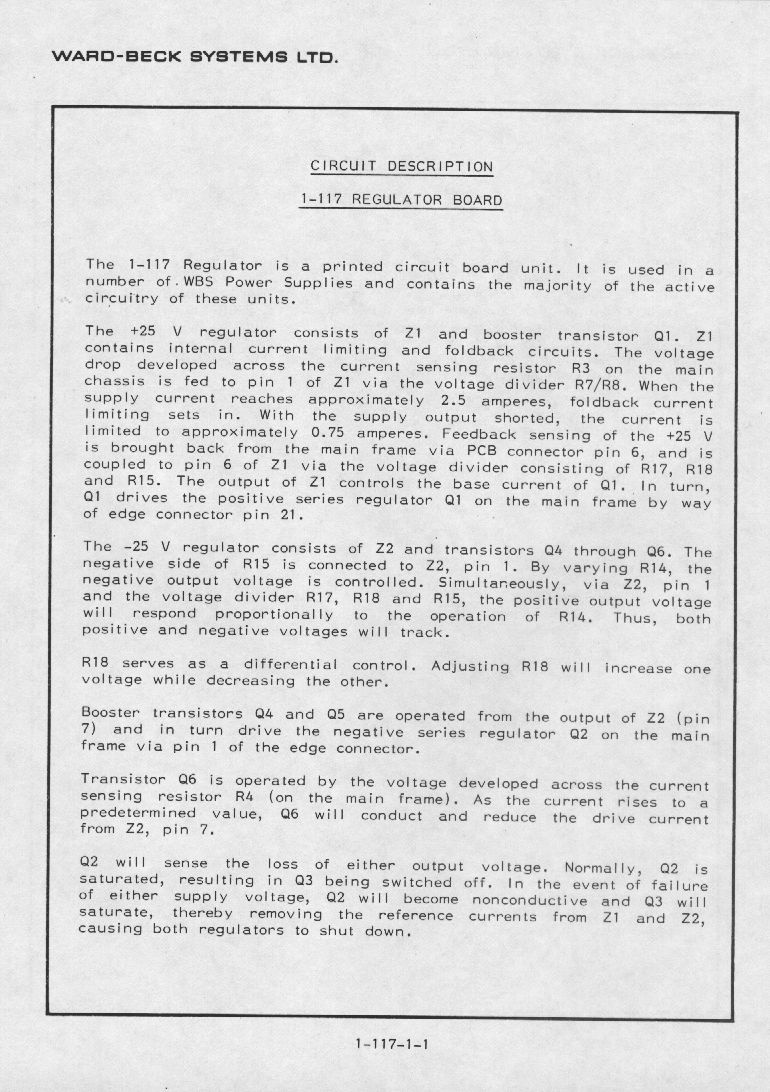 WARD-BECK SYSTEMS LTD.
CIRCUIT DESCRIPTION
1-117 REGULATOR BOARD
The 1-117 Regulator is a printed circuit board unit. It is used in a
number of WBS Power Supplies and contains the majority of the active
circuitry of these units.
The +25 V regulator consists of Z1 and booster transistor Q1. Z1
contains internal current limiting and foldback circuits. The voltage
drop developed across the current sensing resistor R3 on the main
chassis is fed to pin 1 of Z1 via the voltage divider R7/R8. When the
supply current reaches approximately 2.5 amperes, foldback current
limiting sets in. With the supply output shorted, the current is
limited to approximately 0.75 amperes. Feedback sensing of the +25 V
is brought back from the main frame via PCB connector pin 6, and is
coupled to pin 6 of Z1 via the voltage divider consisting of R17, R18
and R15. The output of Z1 controls the base current of Q1. In turn,
Q1 drives the positive series regulator Q1 on the main frame by way
of edge connector pin 21.
The -25 V regulator consists of Z2 and transistors Q4 through Q6. The
negative side of R15 is connected to Z2, pin 1. By varying R14, the
negative output voltage is controlled. Simultaneously, via Z2, pin 1
and the voltage divider R17, R18 and R15, the positive output voltage
will respond proportionally to the operation of R14. Thus, both
positive and negative voltages will track.
R18 serves as a differential control. Adjusting R18 will increase one
voltage while decreasing the other.
Booster transistors Q4 and Q5 are operated from the output of Z2 (pin
7) and in turn drive the negative series regulator Q2 on the main
frame via pin 1 of the edge connector.
Transistor Q6 is operated by the voltage developed across the current
sensing resistor R4 (on the main frame). As the current rises to a
predetermined value, Q6 will conduct and reduce the drive current
from Z2, pin 7.
Q2 will sense the loss of either output voltage. Normally, Q2 is
saturated, resulting in Q3 being switched off. In the event of failure
of either supply voltage, Q2 will become nonconductive and Q3 will
saturate, thereby removing the reference currents from Z1 and Z2,
causing both regulators to shut down.
1-117-1-1